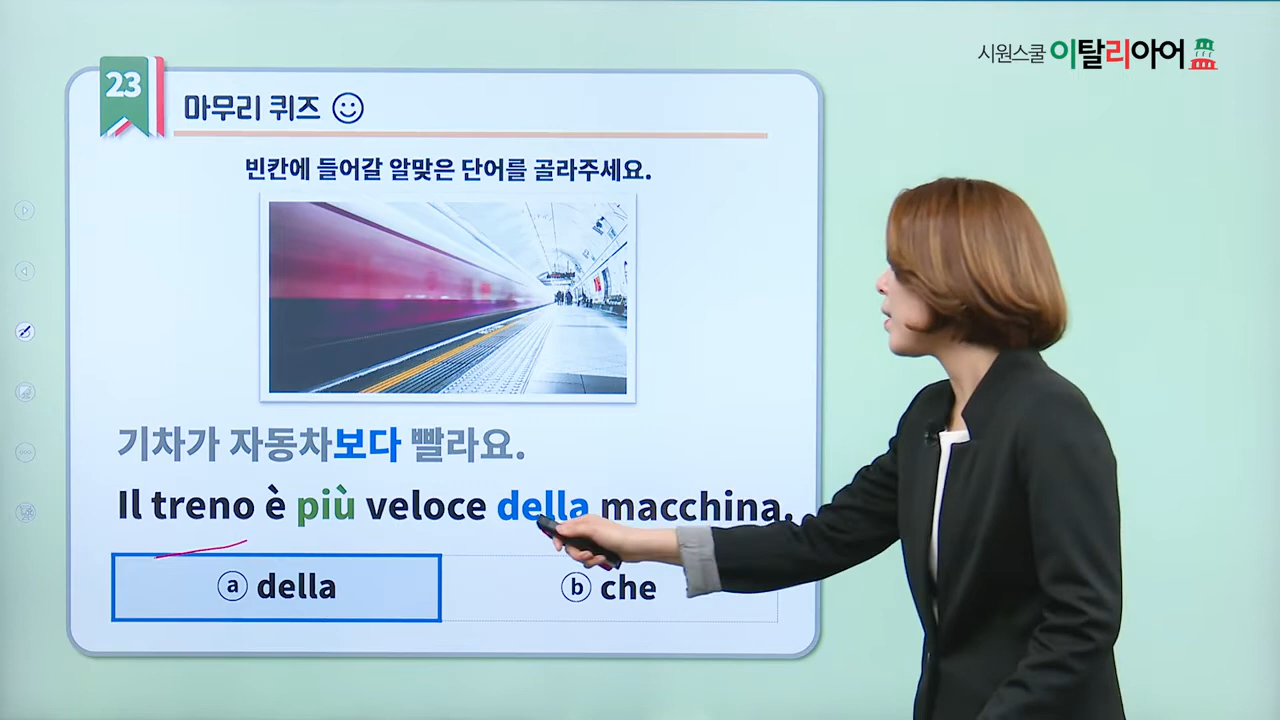 시원스쿨 이탈리아어
23
마무리 퀴즈
빈칸에 들어갈 알맞은 단어를 골라주세요.
기차가 자동차보다 빨라요.
Il treno è più veloce della macchina.
ⓐ della
ⓑ che